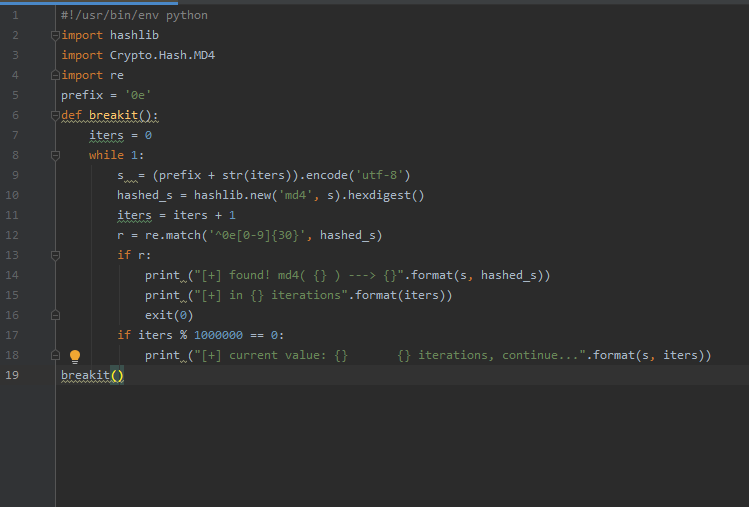 1 #!/usr/bin/env python
2 import hashlib
3 import Crypto.Hash.MD4
4 import re
5 prefix = '0e'
6 def breakit():
7     iters = 0
8     while 1:
9         s  = (prefix + str(iters)).encode('utf-8')
10         hashed_s = hashlib.new('md4', s).hexdigest()
11         iters = iters + 1
12         r = re.match('^0e[0-9]{30}', hashed_s)
13         if r:
14             print ("[+] found! md4( {} ) ---> {}".format(s, hashed_s))
15             print ("[+] in {} iterations".format(iters))
16             exit(0)
17         if iters % 1000000 == 0:
18             print ("[+] current value: {}       {} iterations, continue...".format(s, iters))
19 breakit()